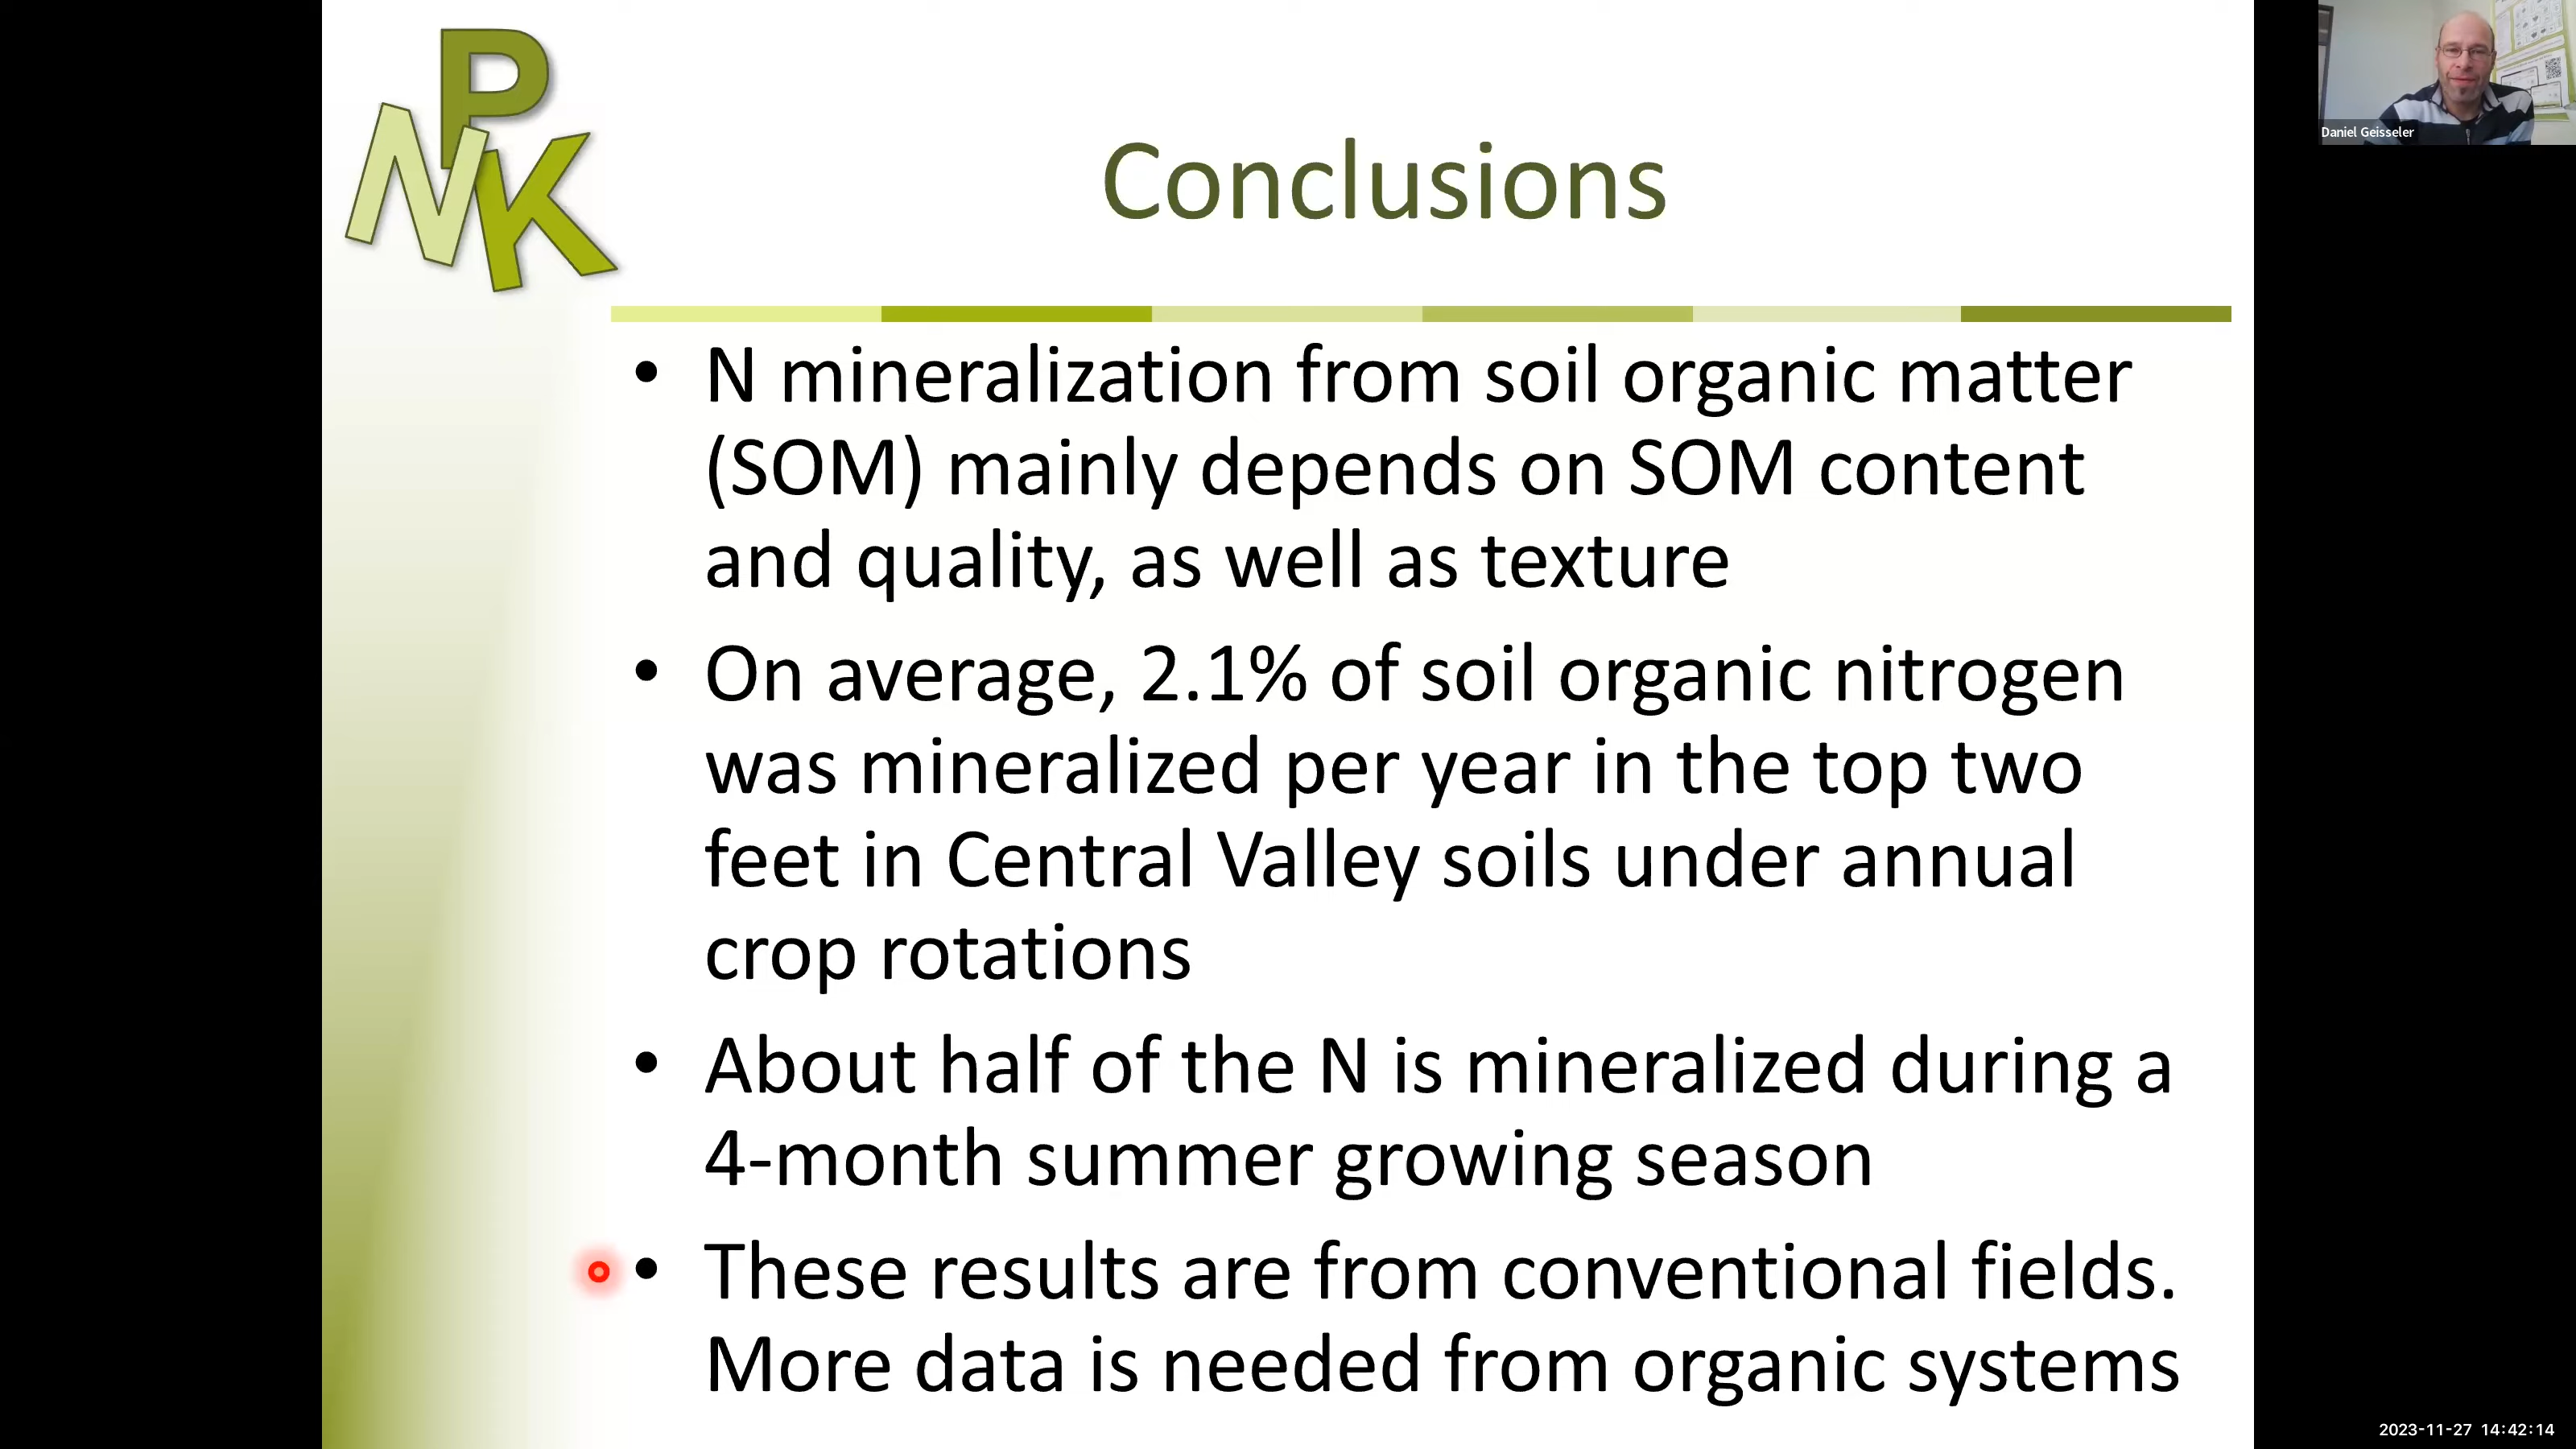 P
N K
Conclusions
• N mineralization from soil organic matter
(SOM) mainly depends on SOM content
and quality, as well as texture
• On average, 2.1% of soil organic nitrogen
was mineralized per year in the top two
feet in Central Valley soils under annual
crop rotations
• About half of the N is mineralized during a
4-month summer growing season
• These results are from conventional fields.
More data is needed from organic systems
Daniel Geisseler
2023-11-27 14:42:14